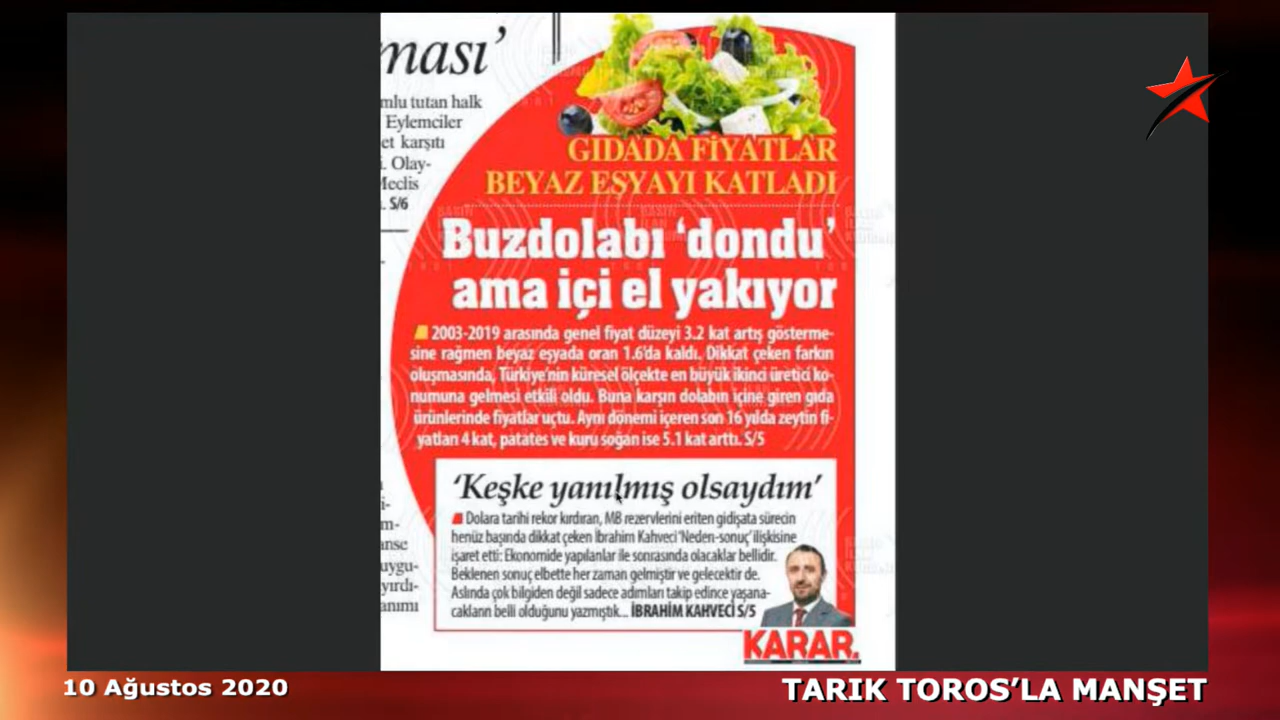 ması’
mlu tutan halk
Eylemciler
et karşıtı
i. Olay-
Meclis
. S/6
GIDADA FİYATLAR
BEYAZ EŞYAYI KATLADI
Buzdolabı ‘dondu’
ama içi el yakıyor
2003-2019 arasında genel fiyat düzeyi 3.2 kat artış gösterme-
sine rağmen beyaz eşyada oran 1.6’da kaldı. Dikkat çeken farkın
oluşmasında, Türkiye’nin küresel ölçekte en büyük ikinci üretici ko-
numuna gelmesi etkili oldu. Buna karşın dolabın içine giren gıda
ürünlerinde fiyatlar uçtu. Aynı dönemi içeren son 16 yılda zeytin fi-
yatları 4 kat, patates ve kuru soğan ise 5.1 kat arttı. S/5
i-
m-
anse
uygu-
yırdı-
anımı
‘Keşke yanılmış olsaydım’
Dolara tarihi rekor kırdıran, MB rezervlerini eriten gidişata sürecin
henüz başında dikkat çeken İbrahim Kahveci ‘Neden-sonuç’ ilişkisine
işaret etti: Ekonomide yapılanlar ile sonrasında olacaklar bellidir.
Beklenen sonuç elbette her zaman gelmiştir ve gelecektir de.
Aslında çok bilgiden değil sadece adımları takip edince yaşana-
cakların belli olduğunu yazmıştık... İBRAHİM KAHVECİ S/5
KARAR.
10 Ağustos 2020
TARIK TOROS’LA MANŞET